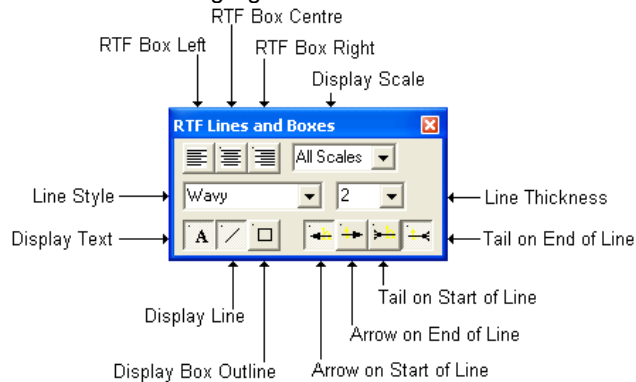 RTF Box Centre
RTF Box Left
RTF Box Right
Display Scale
RTF Lines and Boxes
All Scales
Line Style
Wavy
2
Line Thickness
Display Text
A
Tail on End of Line
Tail on Start of Line
Display Line
Arrow on End of Line
Display Box Outline
Arrow on Start of Line